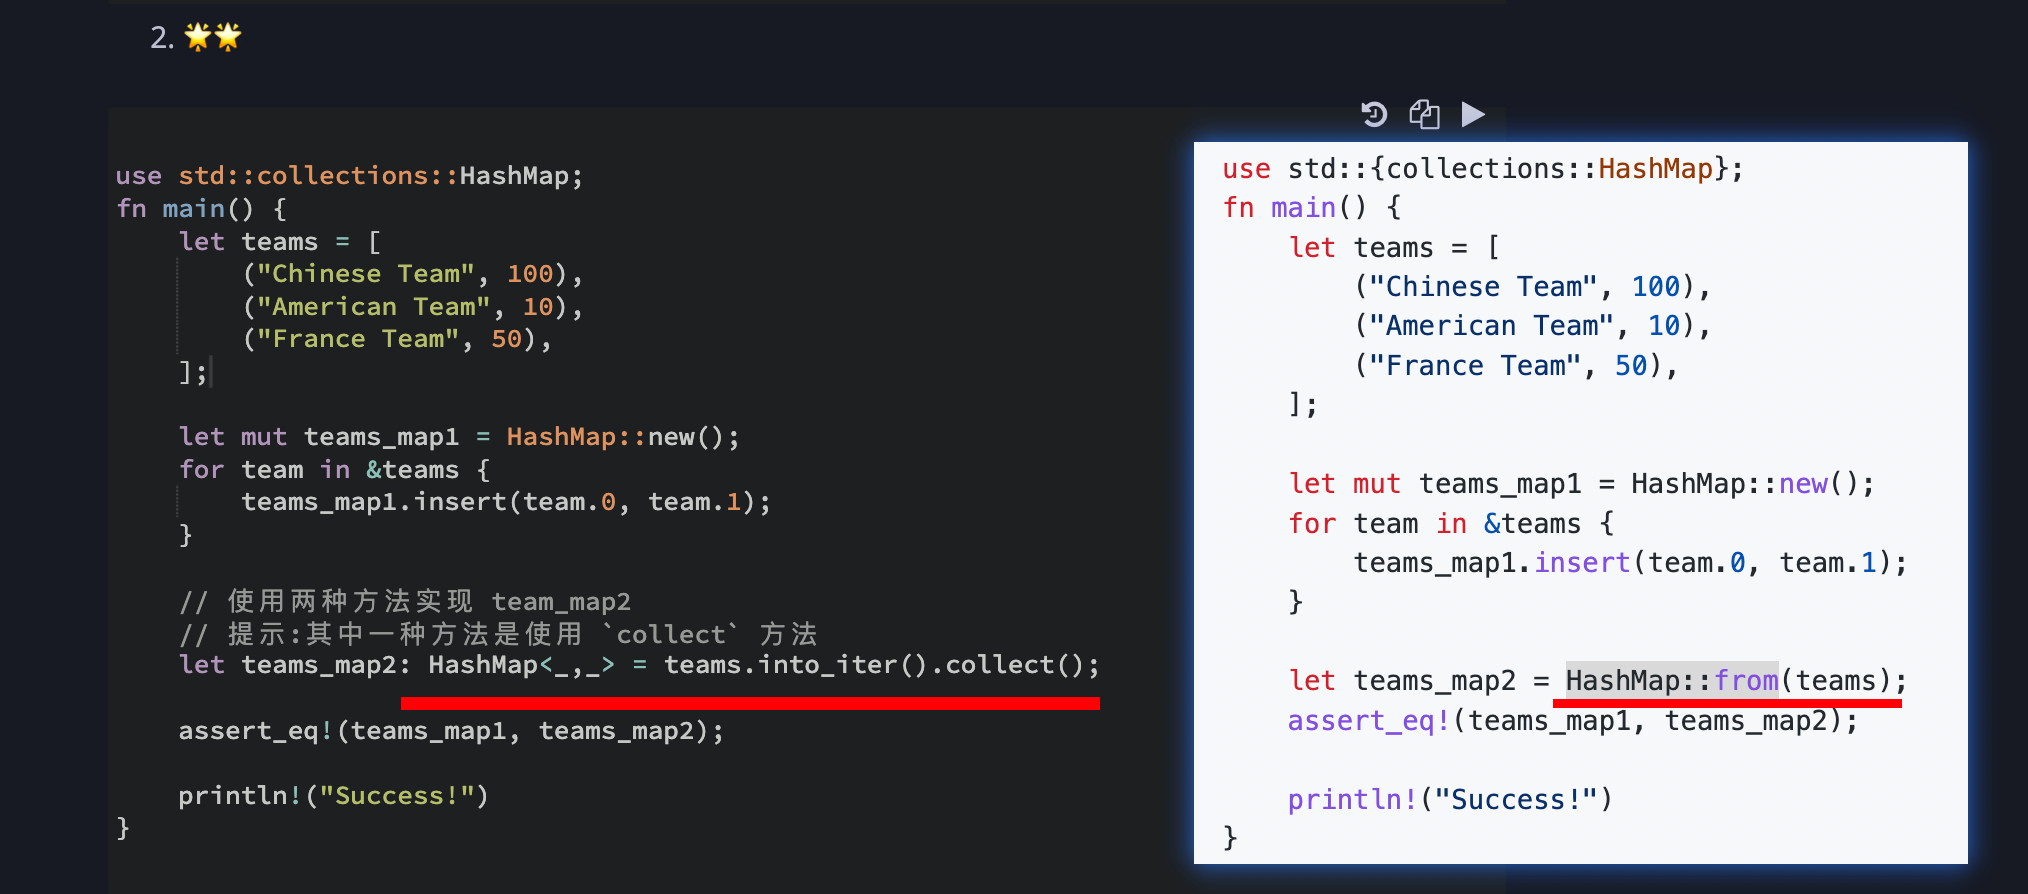 2. 🌟🌟
use std::collections::HashMap;
fn main() {
    let teams = [
        ("Chinese Team", 100),
        ("American Team", 10),
        ("France Team", 50),
    ];

    let mut teams_map1 = HashMap::new();
    for team in &teams {
        teams_map1.insert(team.0, team.1);
    }

    // 使用两种方法实现 team_map2
    // 提示:其中一种方法是使用 `collect` 方法
    let teams_map2: HashMap<_,_> = teams.into_iter().collect();

    assert_eq!(teams_map1, teams_map2);

    println!("Success!")
}
use std::{collections::HashMap};
fn main() {
    let teams = [
        ("Chinese Team", 100),
        ("American Team", 10),
        ("France Team", 50),
    ];

    let mut teams_map1 = HashMap::new();
    for team in &teams {
        teams_map1.insert(team.0, team.1);
    }

    let teams_map2 = HashMap::from(teams);
    assert_eq!(teams_map1, teams_map2);

    println!("Success!")
}